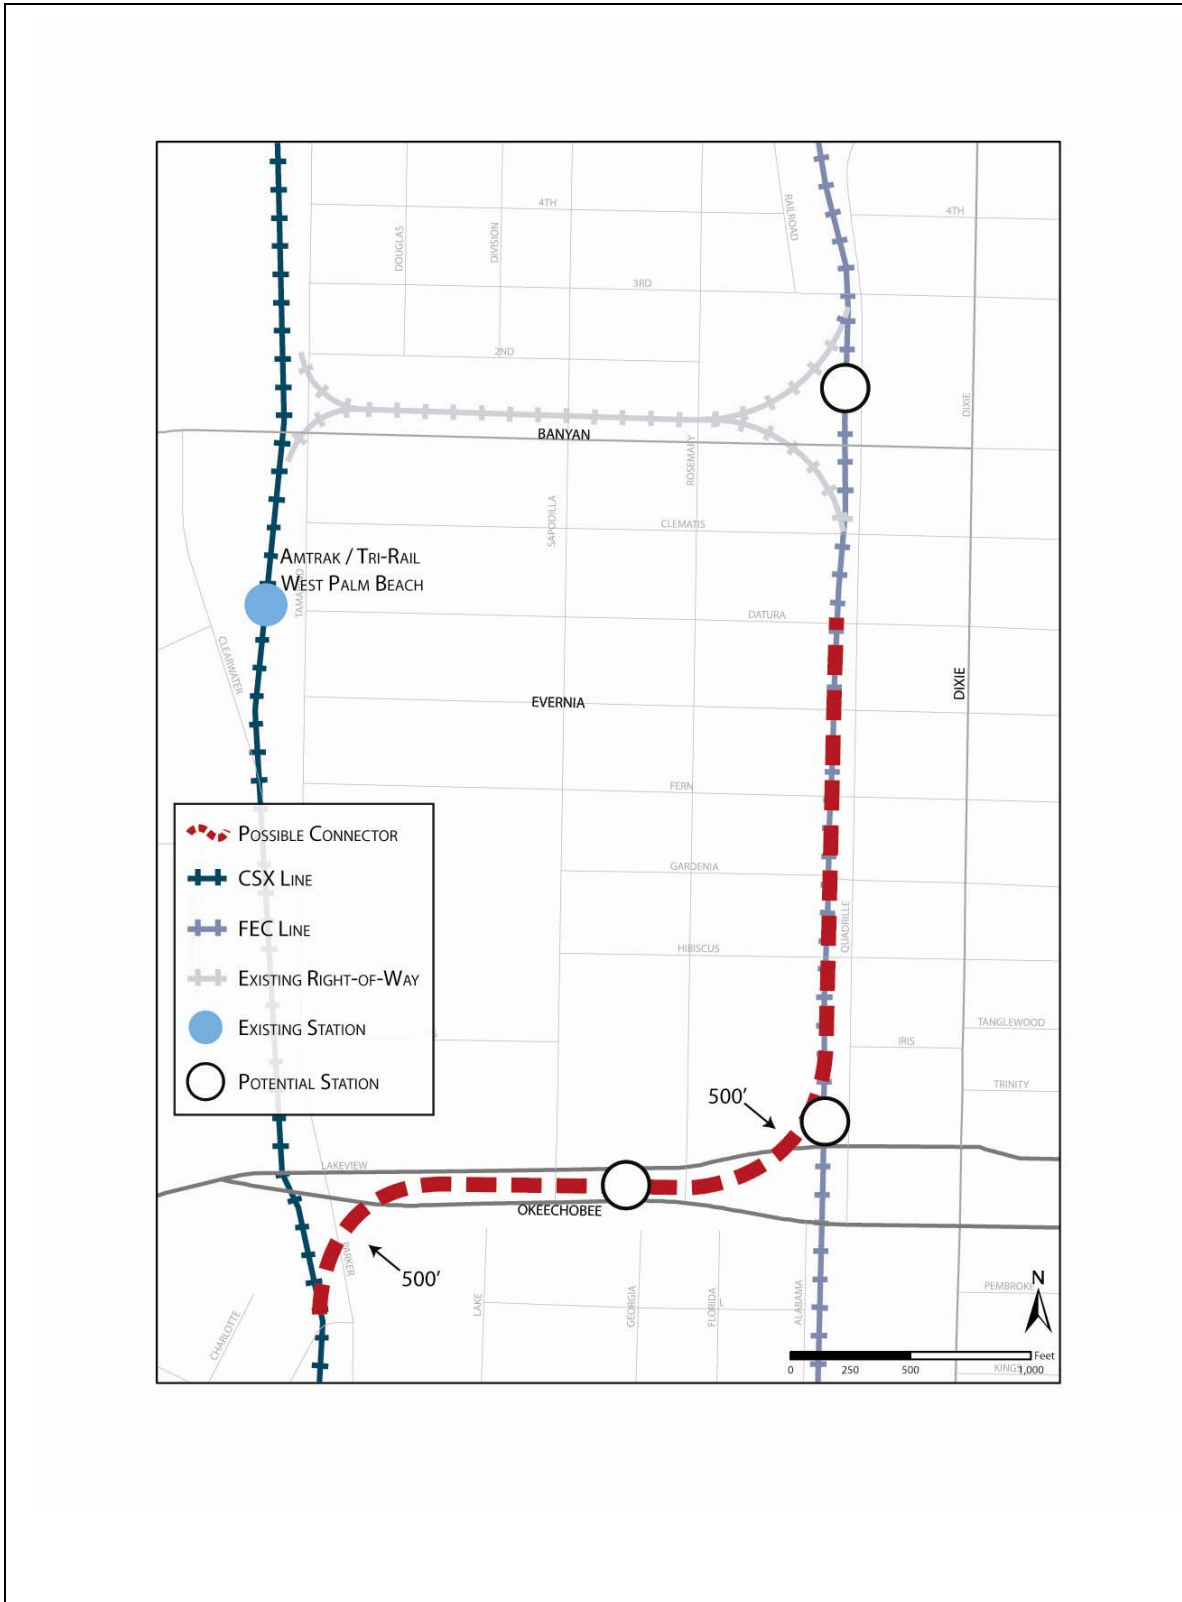 4TH
RAILROAD
4TH
DOUGLAS
DIVISION
3RD
2ND
DIXIE
BANYAN
ROSEMARY
SAPODILLA
CLEMATIS
AMTRAK / TRI-RAIL
WEST PALM BEACH
DATURA
CLEARWATER
EVERNIA
DIXIE
FERN
GARDENIA
QUADRILLE
HIBISCUS
POSSIBLE CONNECTOR
CSX LINE
FEC LINE
EXISTING RIGHT-OF-WAY
EXISTING STATION
POTENTIAL STATION
TANGLEWOOD
IRIS
TRINITY
500'
LAKEVIEW
OKEECHOBEE
PARKER
500'
CHARLOTTE
LAKE
GEORGIA
FLORIDA
ALABAMA
PEMBROKE
N
Feet
0 250 500 1,000
KINGS